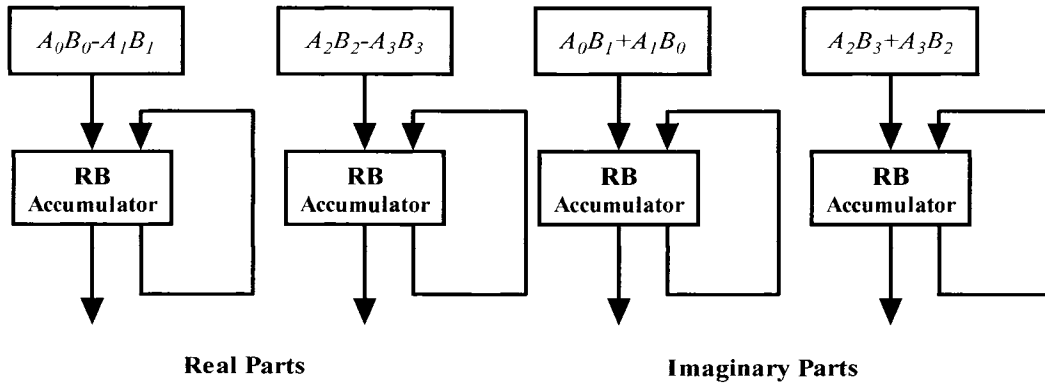 A₀B₀-A₁B₁
A₂B₂-A₃B₃
A₀B₁+A₁B₀
A₂B₃+A₃B₂
RB
Accumulator
RB
Accumulator
RB
Accumulator
RB
Accumulator
Real Parts
Imaginary Parts